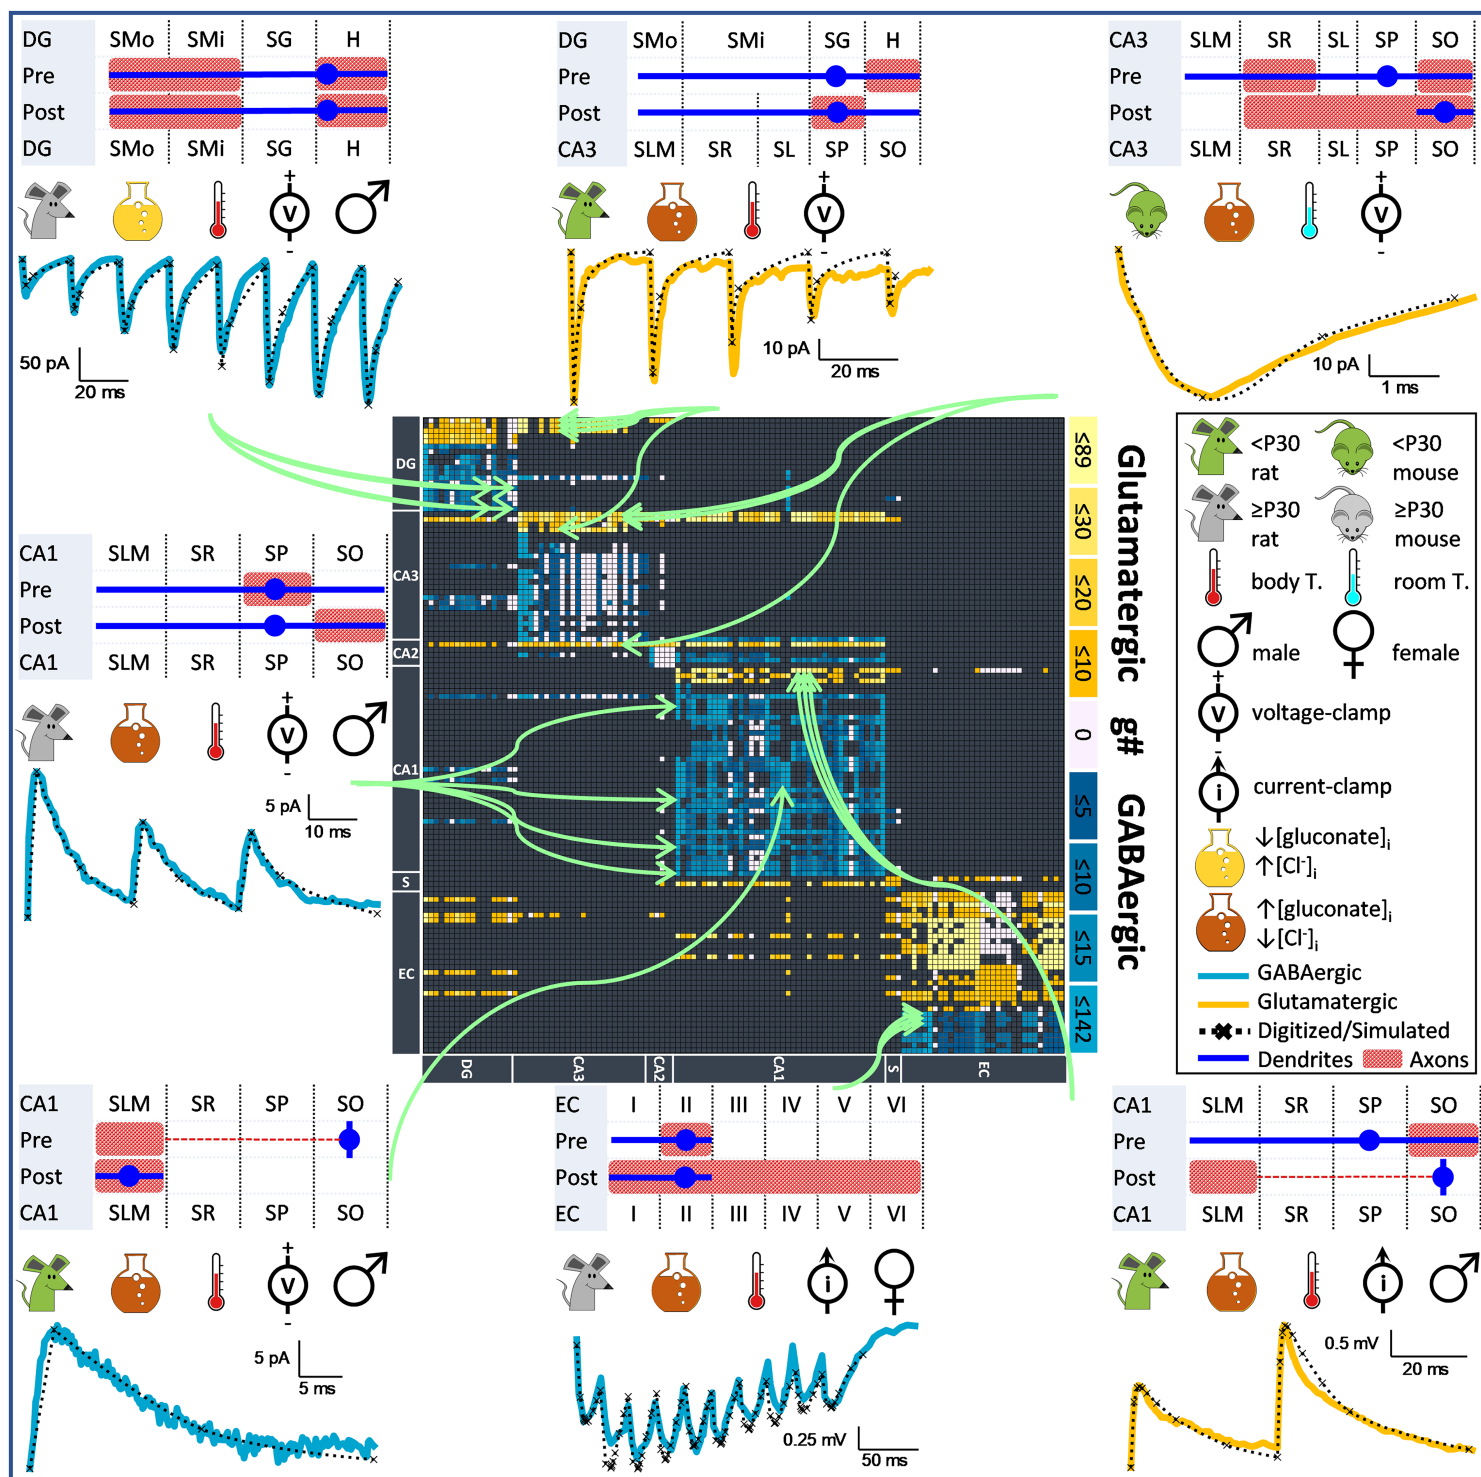 DG SMo SMi SG H
Pre
Post
DG SMo SMi SG H
+
V
-
50 pA
20 ms
DG SMo SMi SG H
Pre
Post
CA3 SLM SR SL SP SO
+
V
-
10 pA
20 ms
CA3 SLM SR SL SP SO
Pre
Post
CA3 SLM SR SL SP SO
+
V
-
10 pA
1 ms
CA1 SLM SR SP SO
Pre
Post
CA1 SLM SR SP SO
+
V
-
5 pA
10 ms
DG
CA3
CA2
CA1
S
EC
DG CA3 CA2 CA1 S EC
≤89
≤30
≤20
≤10
0
≤5
≤10
≤15
≤142
Glutamatergic g# GABAergic
<P30 rat
<P30 mouse
≥P30 rat
≥P30 mouse
body T.
room T.
male
female
+
V
-
voltage-clamp
i
current-clamp
↓[gluconate]i
↑[Cl-]i
↑[gluconate]i
↓[Cl-]i
GABAergic
Glutamatergic
Digitized/Simulated
Dendrites Axons
CA1 SLM SR SP SO
Pre
Post
CA1 SLM SR SP SO
+
V
-
5 pA
5 ms
EC I II III IV V VI
Pre
Post
EC I II III IV V VI
i
0.25 mV
50 ms
CA1 SLM SR SP SO
Pre
Post
CA1 SLM SR SP SO
i
0.5 mV
20 ms